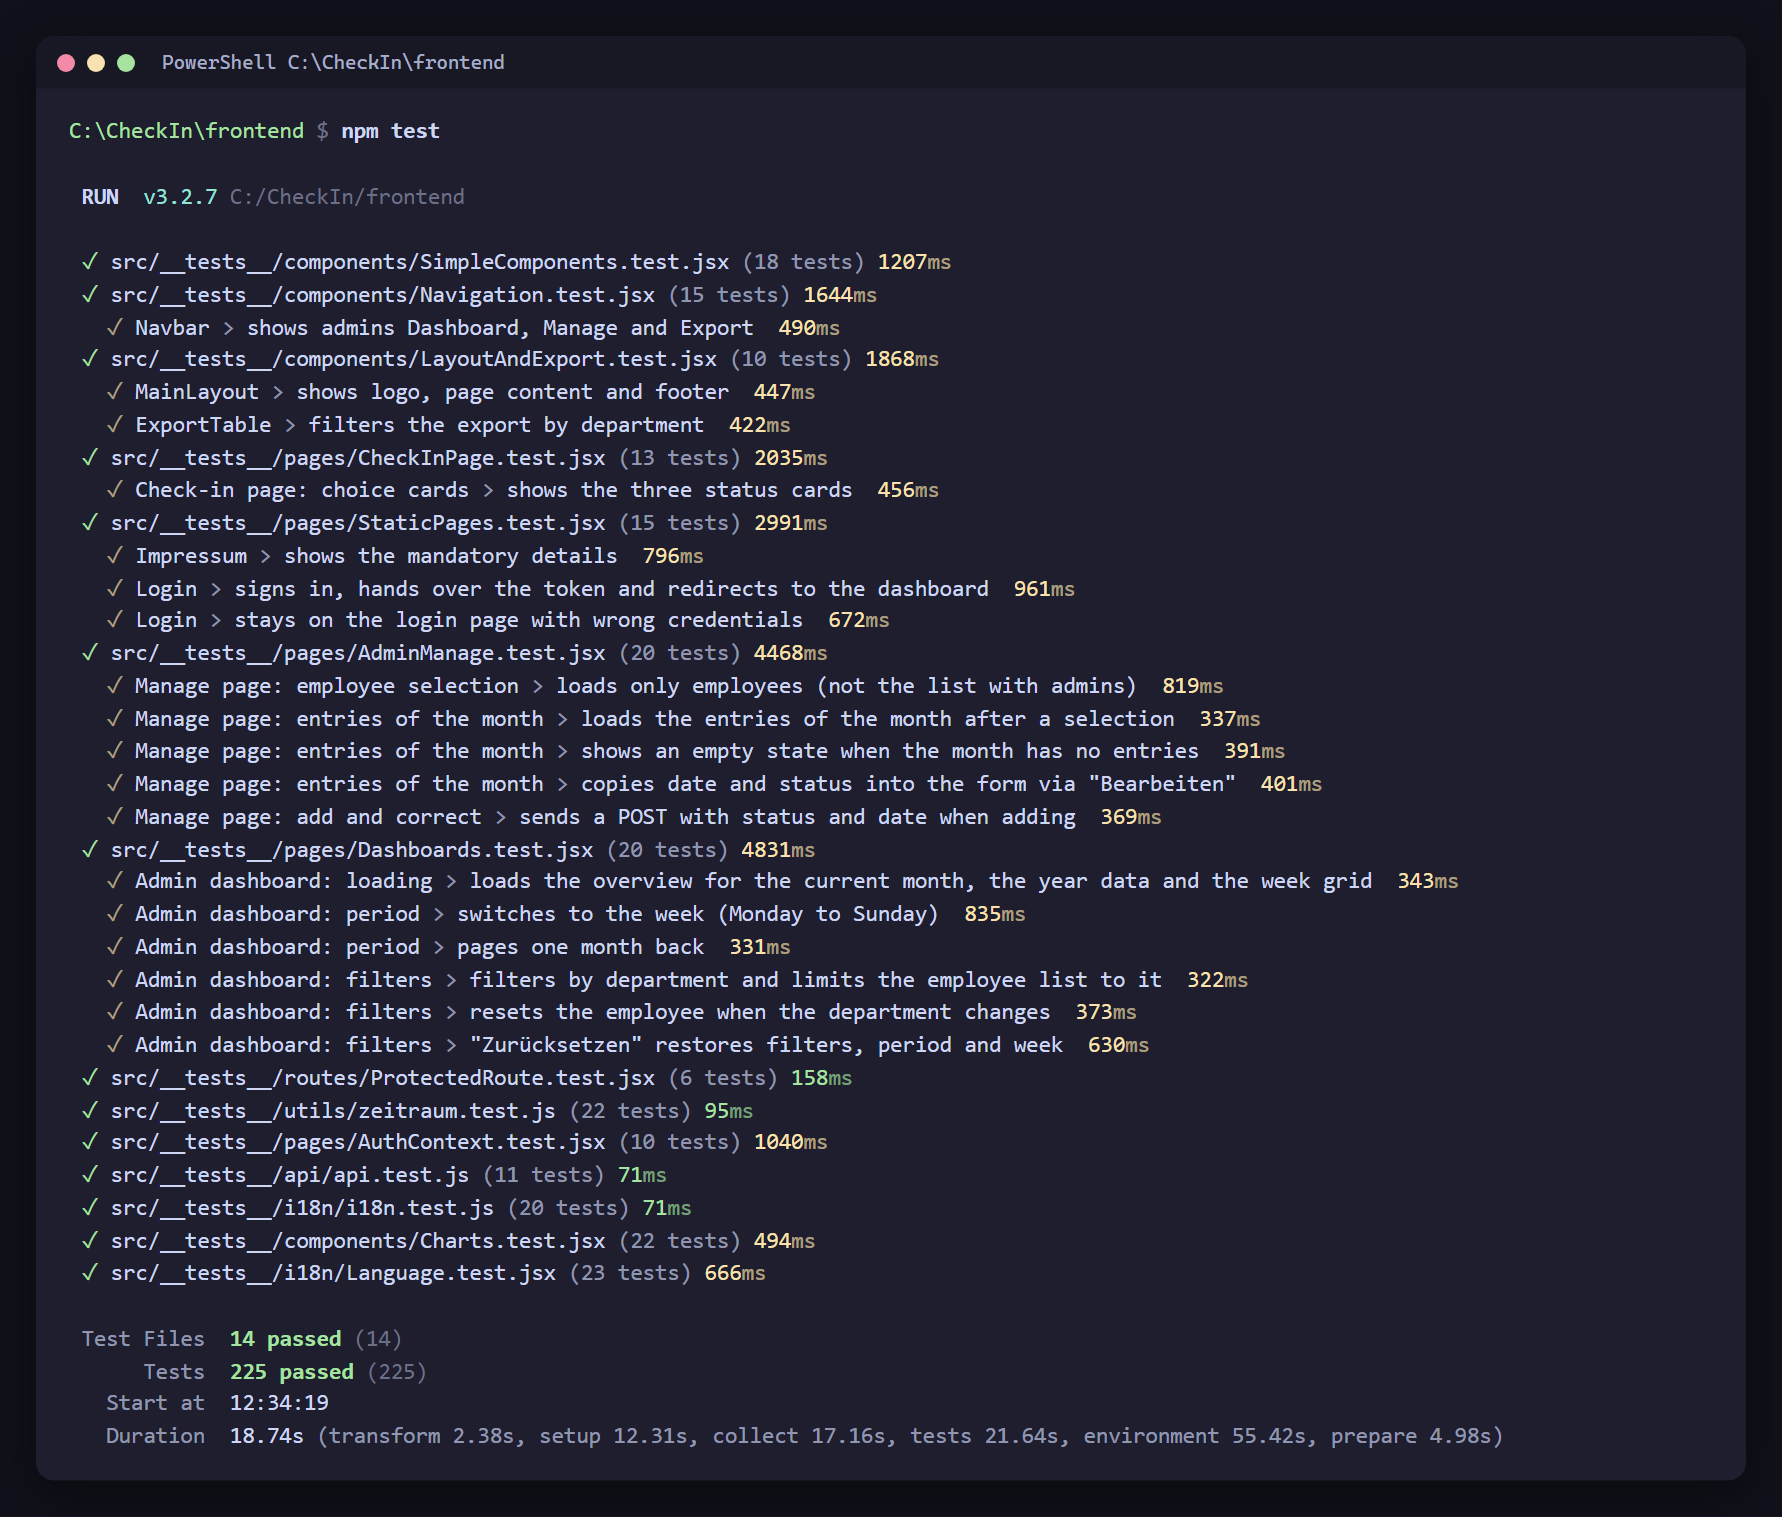 PowerShell C:\CheckIn\frontend
C:\CheckIn\frontend $ npm test
RUN v3.2.7 C:/CheckIn/frontend
✓ src/__tests__/components/SimpleComponents.test.jsx (18 tests) 1207ms
✓ src/__tests__/components/Navigation.test.jsx (15 tests) 1644ms
✓ Navbar > shows admins Dashboard, Manage and Export 490ms
✓ src/__tests__/components/LayoutAndExport.test.jsx (10 tests) 1868ms
✓ MainLayout > shows logo, page content and footer 447ms
✓ ExportTable > filters the export by department 422ms
✓ src/__tests__/pages/CheckInPage.test.jsx (13 tests) 2035ms
✓ Check-in page: choice cards > shows the three status cards 456ms
✓ src/__tests__/pages/StaticPages.test.jsx (15 tests) 2991ms
✓ Impressum > shows the mandatory details 796ms
✓ Login > signs in, hands over the token and redirects to the dashboard 961ms
✓ Login > stays on the login page with wrong credentials 672ms
✓ src/__tests__/pages/AdminManage.test.jsx (20 tests) 4468ms
✓ Manage page: employee selection > loads only employees (not the list with admins) 819ms
✓ Manage page: entries of the month > loads the entries of the month after a selection 337ms
✓ Manage page: entries of the month > shows an empty state when the month has no entries 391ms
✓ Manage page: entries of the month > copies date and status into the form via "Bearbeiten" 401ms
✓ Manage page: add and correct > sends a POST with status and date when adding 369ms
✓ src/__tests__/pages/Dashboards.test.jsx (20 tests) 4831ms
✓ Admin dashboard: loading > loads the overview for the current month, the year data and the week grid 343ms
✓ Admin dashboard: period > switches to the week (Monday to Sunday) 835ms
✓ Admin dashboard: period > pages one month back 331ms
✓ Admin dashboard: filters > filters by department and limits the employee list to it 322ms
✓ Admin dashboard: filters > resets the employee when the department changes 373ms
✓ Admin dashboard: filters > "Zurücksetzen" restores filters, period and week 630ms
✓ src/__tests__/routes/ProtectedRoute.test.jsx (6 tests) 158ms
✓ src/__tests__/utils/zeitraum.test.js (22 tests) 95ms
✓ src/__tests__/pages/AuthContext.test.jsx (10 tests) 1040ms
✓ src/__tests__/api/api.test.js (11 tests) 71ms
✓ src/__tests__/i18n/i18n.test.js (20 tests) 71ms
✓ src/__tests__/components/Charts.test.jsx (22 tests) 494ms
✓ src/__tests__/i18n/Language.test.jsx (23 tests) 666ms
Test Files 14 passed (14)
Tests 225 passed (225)
Start at 12:34:19
Duration 18.74s (transform 2.38s, setup 12.31s, collect 17.16s, tests 21.64s, environment 55.42s, prepare 4.98s)